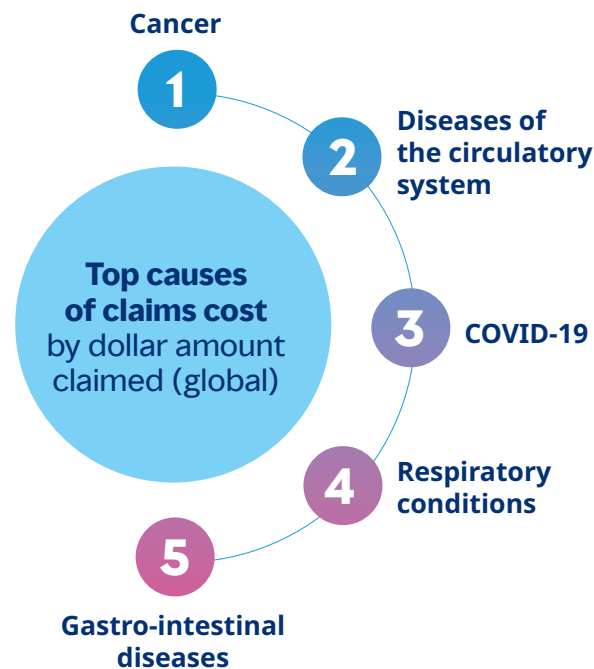 Cancer
1
2
Diseases of
the circulatory
system
Top causes
of claims cost
by dollar amount
claimed (global)
3
COVID-19
4
Respiratory
conditions
5
Gastro-intestinal
diseases